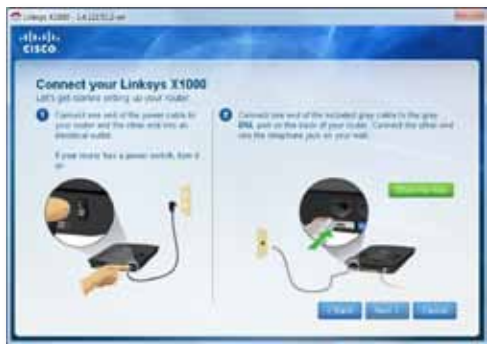 CISCO
Connect your Linksys X1000
Let's get started setting up your router.
1 Connect one end of the power cable to
your router and the other end into an
electrical outlet.
If your router has a power switch, turn it
on.
2 Connect one end of the included gray cable to the gray
DSL port on the back of your router. Connect the other end
into the telephone jack on your wall.
< Back Next > Cancel